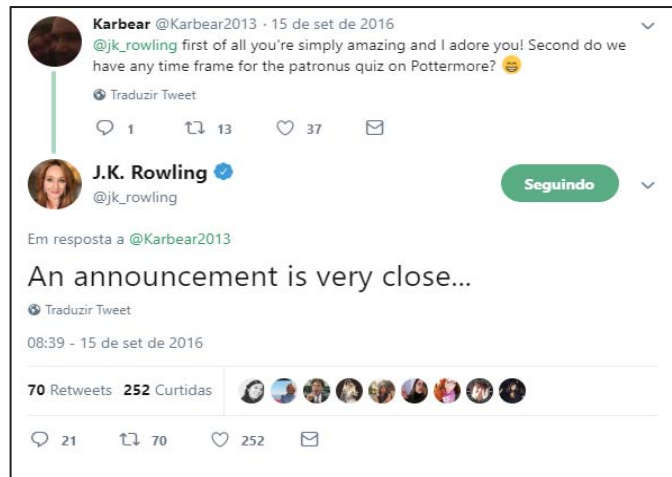 Karbear @Karbear2013 · 15 de set de 2016
@jk_rowling first of all you're simply amazing and I adore you! Second do we
have any time frame for the patronus quiz on Pottermore? 😁
Traduzir Tweet
1 13 37
J.K. Rowling
@jk_rowling
Seguindo
Em resposta a @Karbear2013
An announcement is very close...
Traduzir Tweet
08:39 - 15 de set de 2016
70 Retweets 252 Curtidas
21 70 252